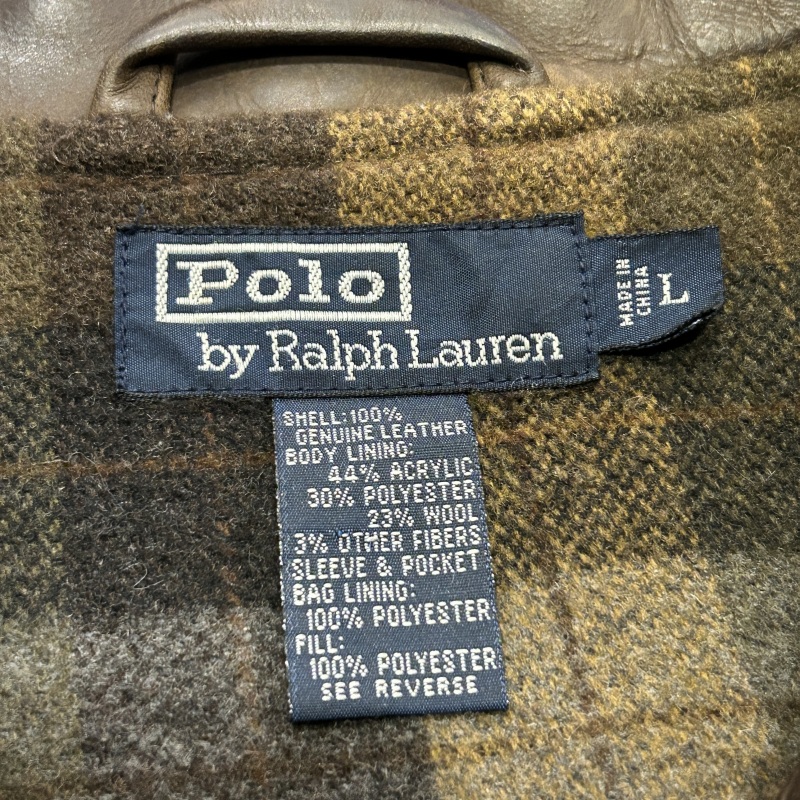 Polo
by Ralph Lauren
MADE IN
CHINA
L
SHELL:100%
GENUINE LEATHER
BODY LINING:
44% ACRYLIC
30% POLYESTER
23% WOOL
3% OTHER FIBERS
SLEEVE & POCKET
BAG LINING:
100% POLYESTER
FILL:
100% POLYESTER
SEE REVERSE